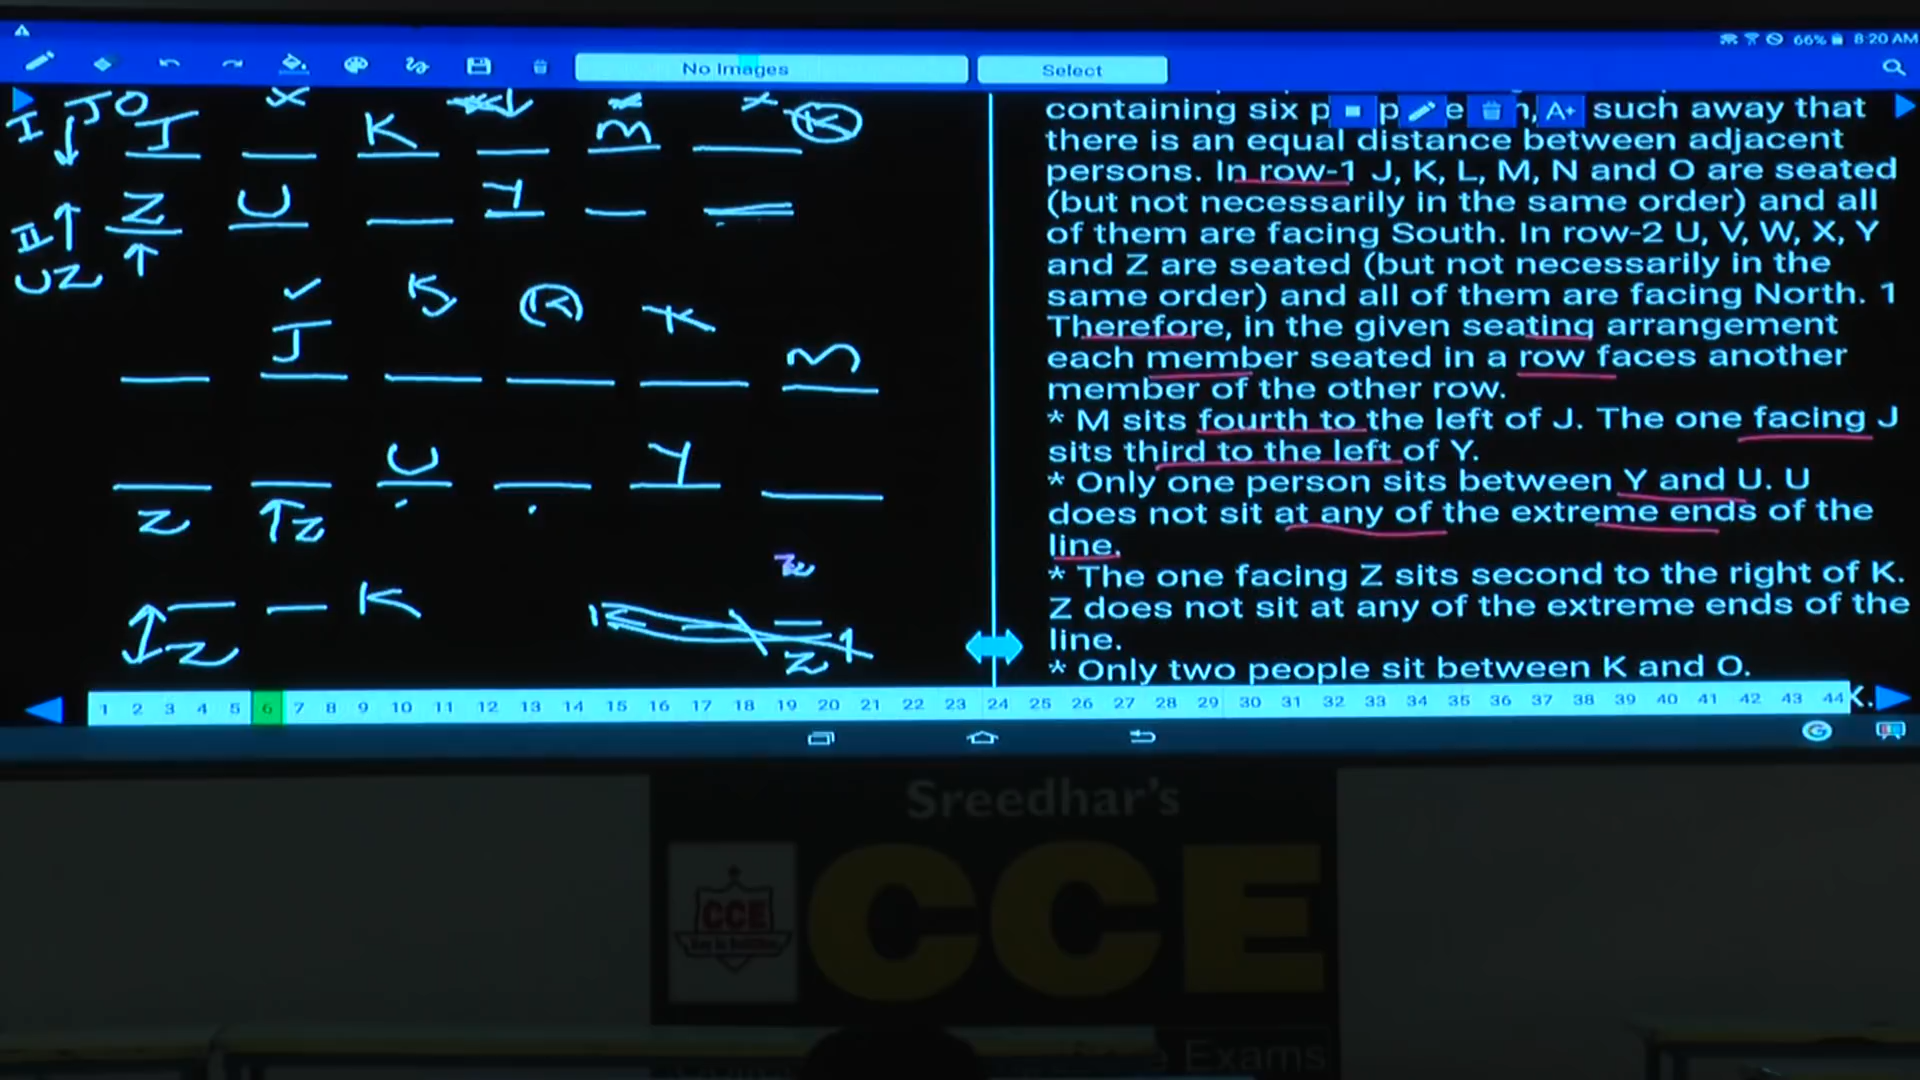 66% 8:20 AM
No Images Select
I J O J K M K
II U Z Z U Y
containing six p p e n, A+ such away that
there is an equal distance between adjacent
persons. In row-1 J, K, L, M, N and O are seated
(but not necessarily in the same order) and all
of them are facing South. In row-2 U, V, W, X, Y
and Z are seated (but not necessarily in the
same order) and all of them are facing North. 1
Therefore, in the given seating arrangement
each member seated in a row faces another
member of the other row.
* M sits fourth to the left of J. The one facing J
sits third to the left of Y.
* Only one person sits between Y and U. U
does not sit at any of the extreme ends of the
line.
* The one facing Z sits second to the right of K.
Z does not sit at any of the extreme ends of the
line.
* Only two people sit between K and O.
K.
J K K M
U Y
Z Z
K
Z Z
1 2 3 4 5 6 7 8 9 10 11 12 13 14 15 16 17 18 19 20 21 22 23 24 25 26 27 28 29 30 31 32 33 34 35 36 37 38 39 40 41 42 43 44
Sreedhar's
CCE
CCE
Exams